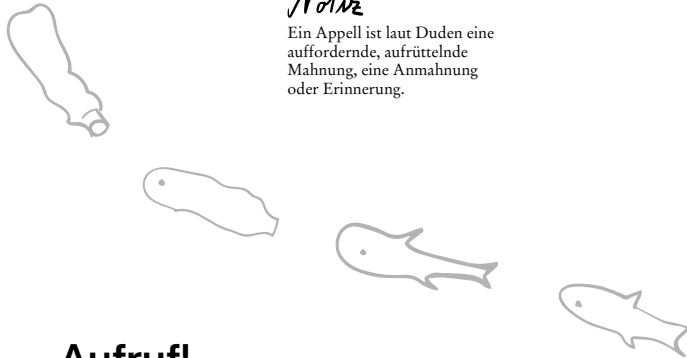 Notiz
Ein Appell ist laut Duden eine
auffordernde, aufrüttelnde
Mahnung, eine Anmahnung
oder Erinnerung.
Aufruf!